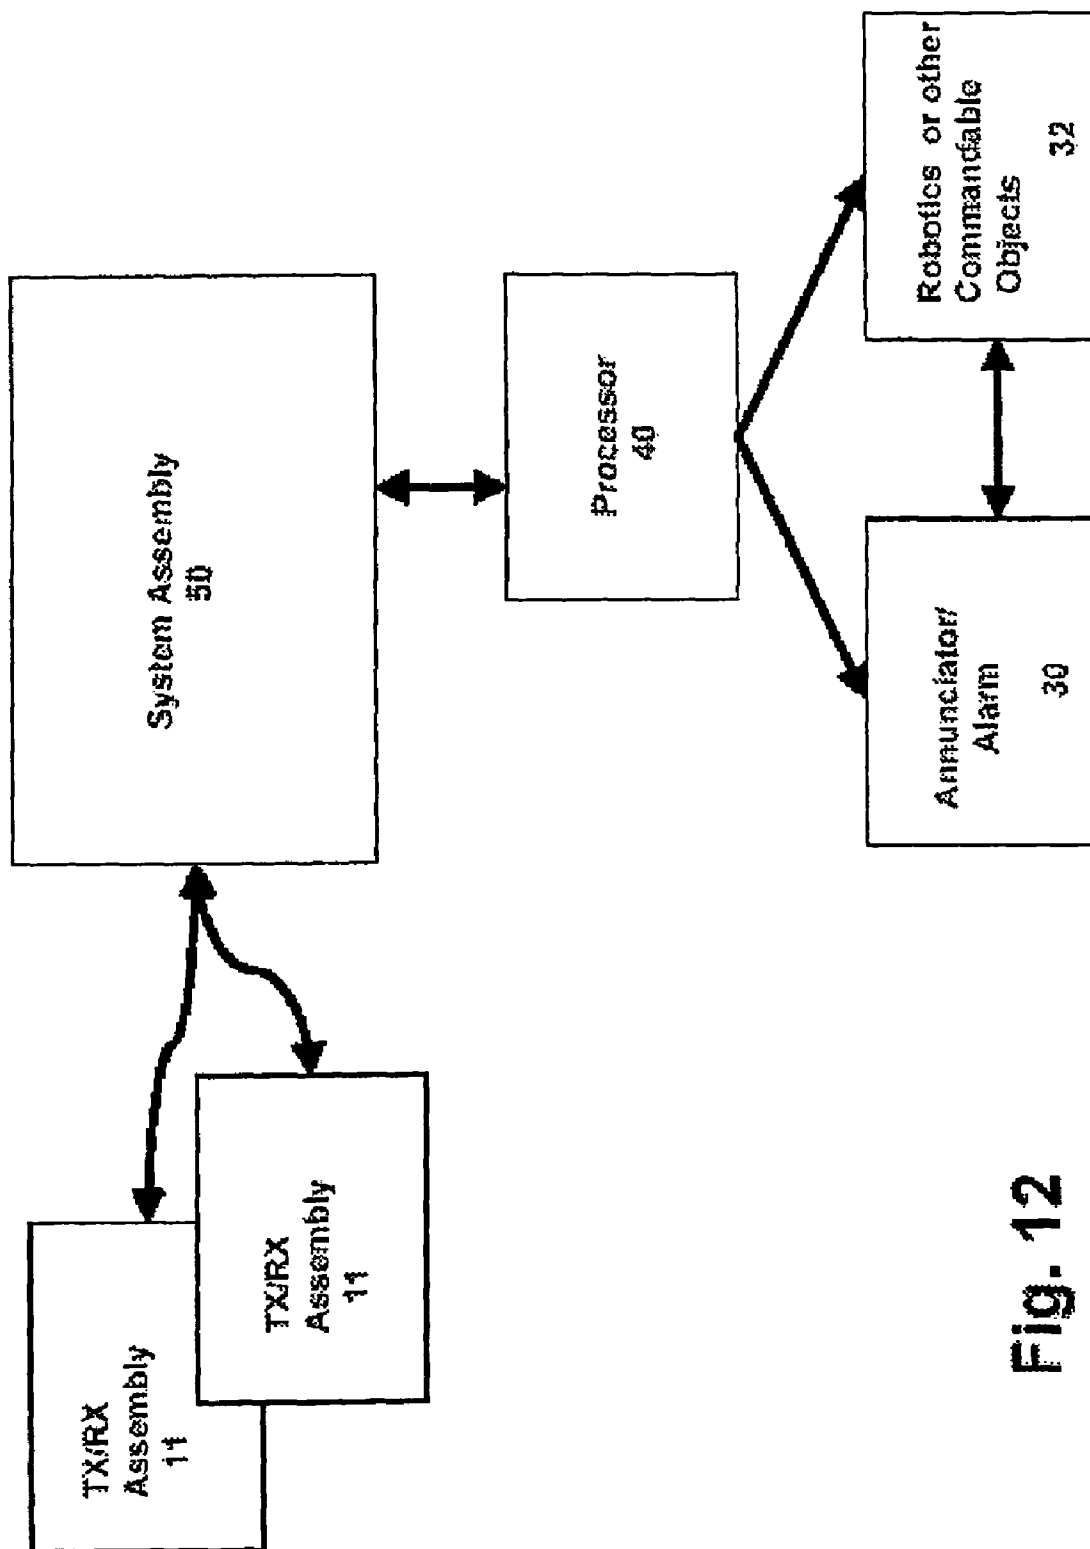 TX/RX
Assembly
11
TX/RX
Assembly
11
System Assembly
50
Processor
40
Annunciator/
Alarm
30
Robotics or other
Commandable
Objects
32
Fig. 12